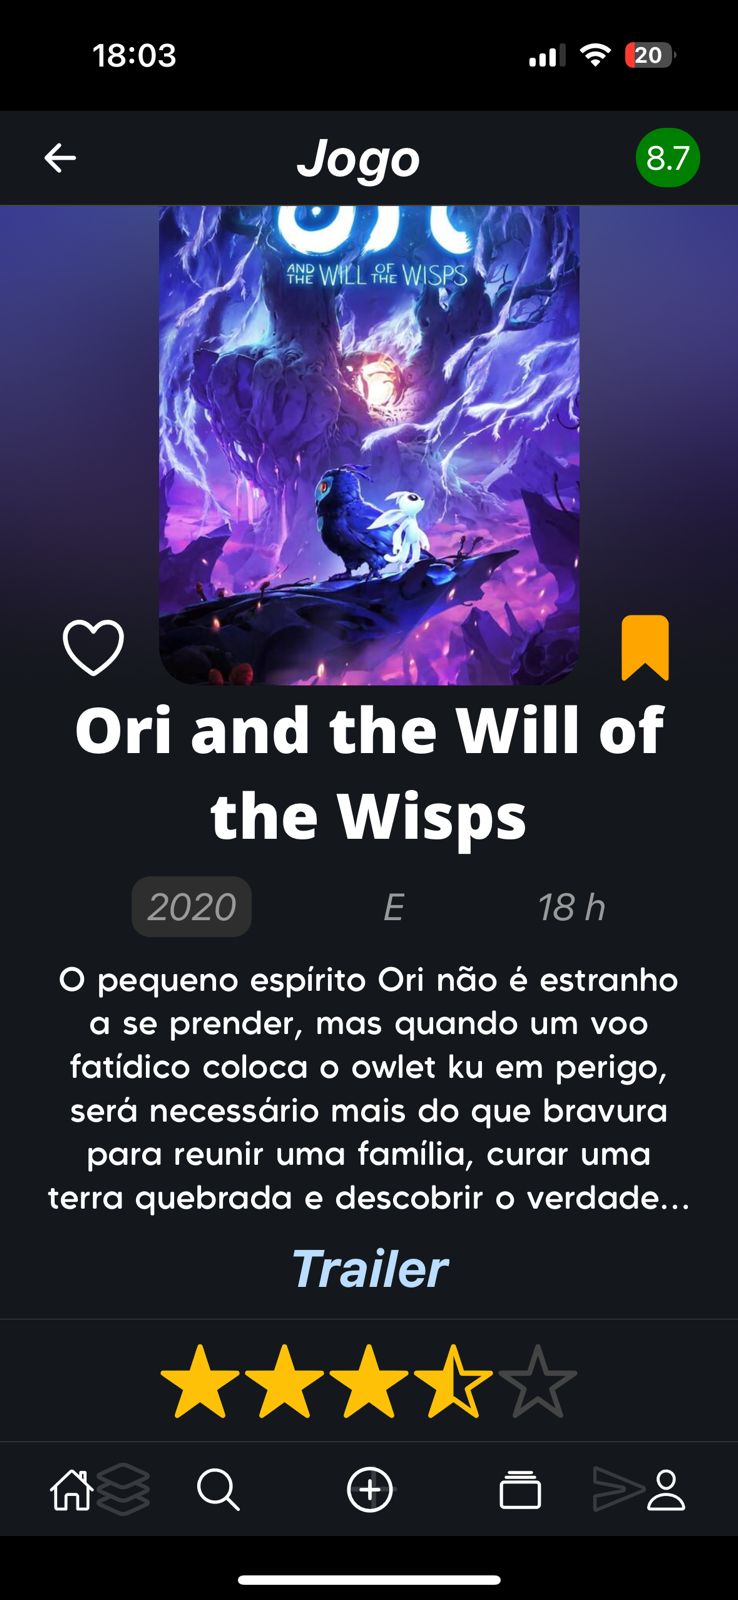 18:03
20
Jogo
8.7
AND THE WILL OF THE WISPS
Ori and the Will of
the Wisps
2020
E
18 h
O pequeno espírito Ori não é estranho
a se prender, mas quando um voo
fatídico coloca o owlet ku em perigo,
será necessário mais do que bravura
para reunir uma família, curar uma
terra quebrada e descobrir o verdade...
Trailer